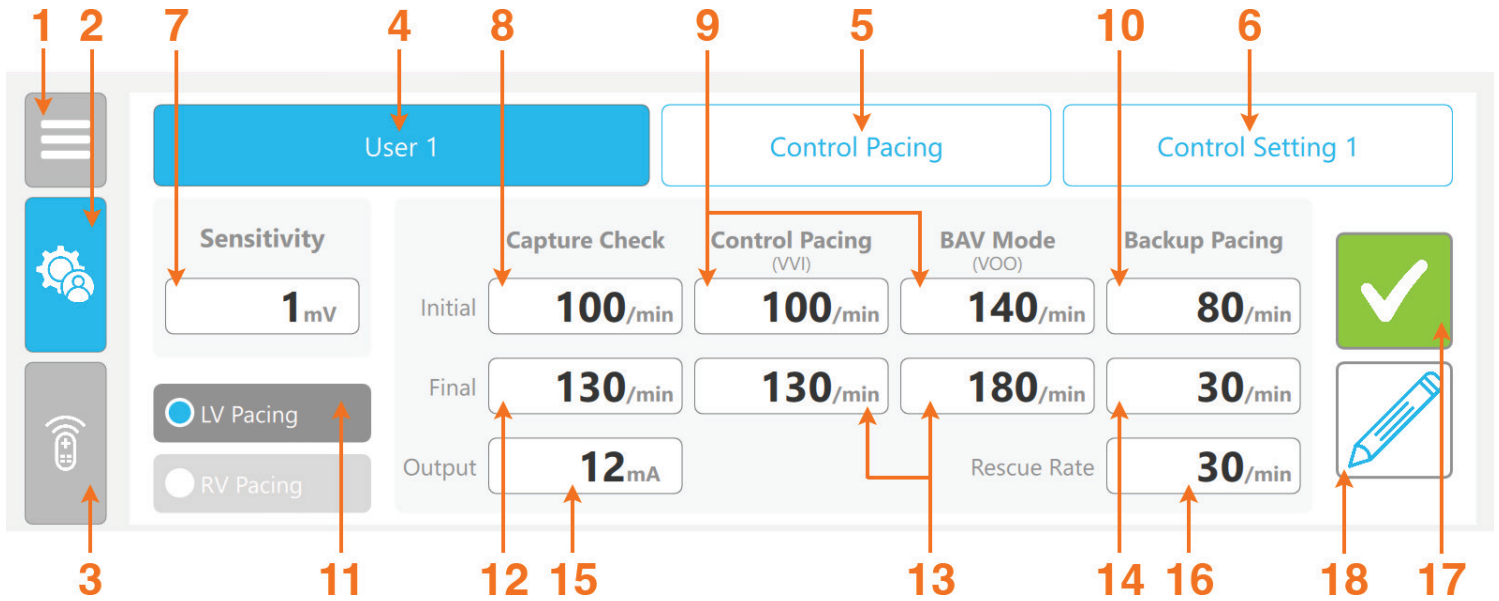 1 2 7 4 8 9 5 10 6
User 1 Control Pacing Control Setting 1
Sensitivity Capture Check Control Pacing BAV Mode Backup Pacing
(VVI) (VOO)
1mV Initial 100/min 100/min 140/min 80/min
Final 130/min 130/min 180/min 30/min
LV Pacing
Output 12mA Rescue Rate 30/min
RV Pacing
3 11 12 15 13 14 16 18 17